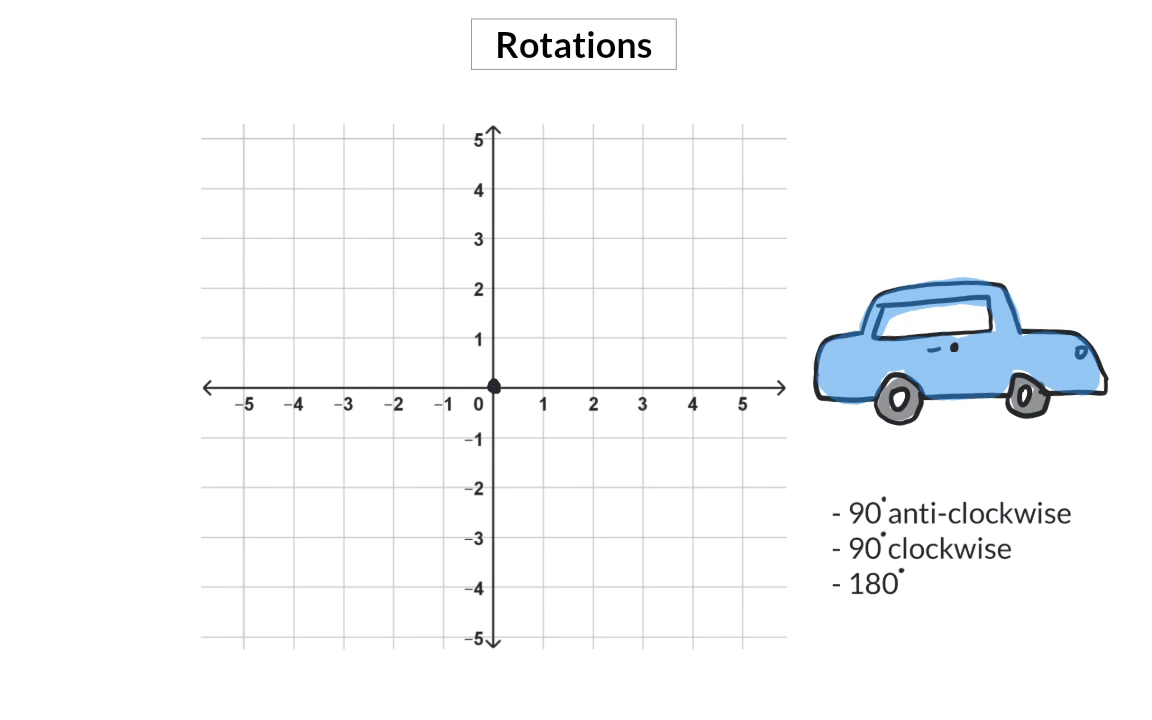 Rotations
5
4
3
2
1
−5 −4 −3 −2 −1 0 1 2 3 4 5
−1
−2
−3
−4
−5
- 90° anti-clockwise
- 90° clockwise
- 180°